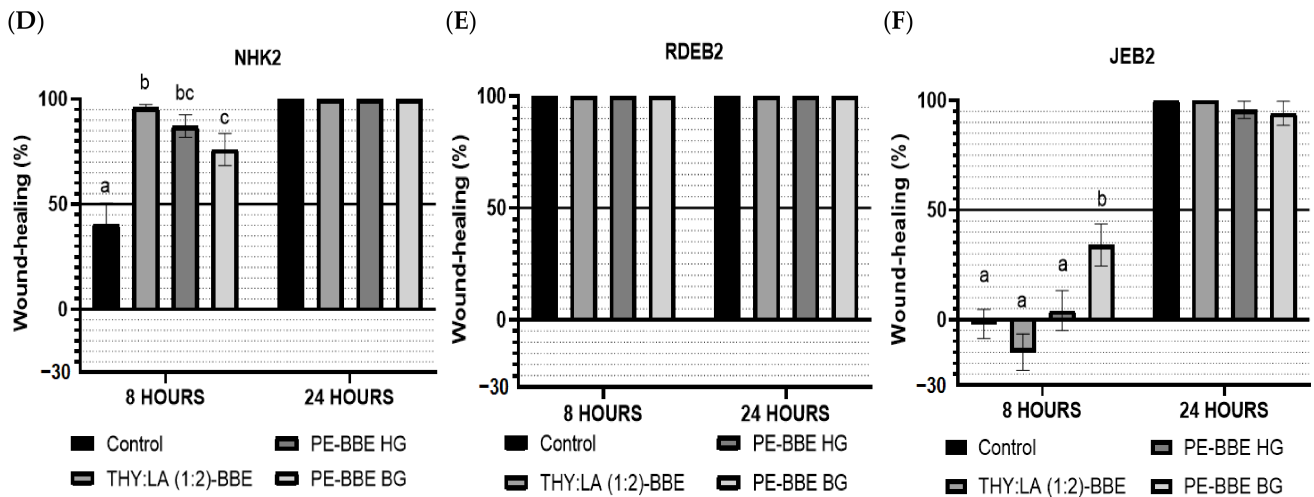 (D)
NHK2
Wound-healing (%)
100
50
0
−30
a
b
bc
c
8 HOURS
24 HOURS
Control
PE-BBE HG
THY:LA (1:2)-BBE
PE-BBE BG
(E)
RDEB2
Wound-healing (%)
100
50
0
−30
8 HOURS
24 HOURS
Control
PE-BBE HG
THY:LA (1:2)-BBE
PE-BBE BG
(F)
JEB2
Wound-healing (%)
100
50
0
−30
a
a
a
b
8 HOURS
24 HOURS
Control
PE-BBE HG
THY:LA (1:2)-BBE
PE-BBE BG